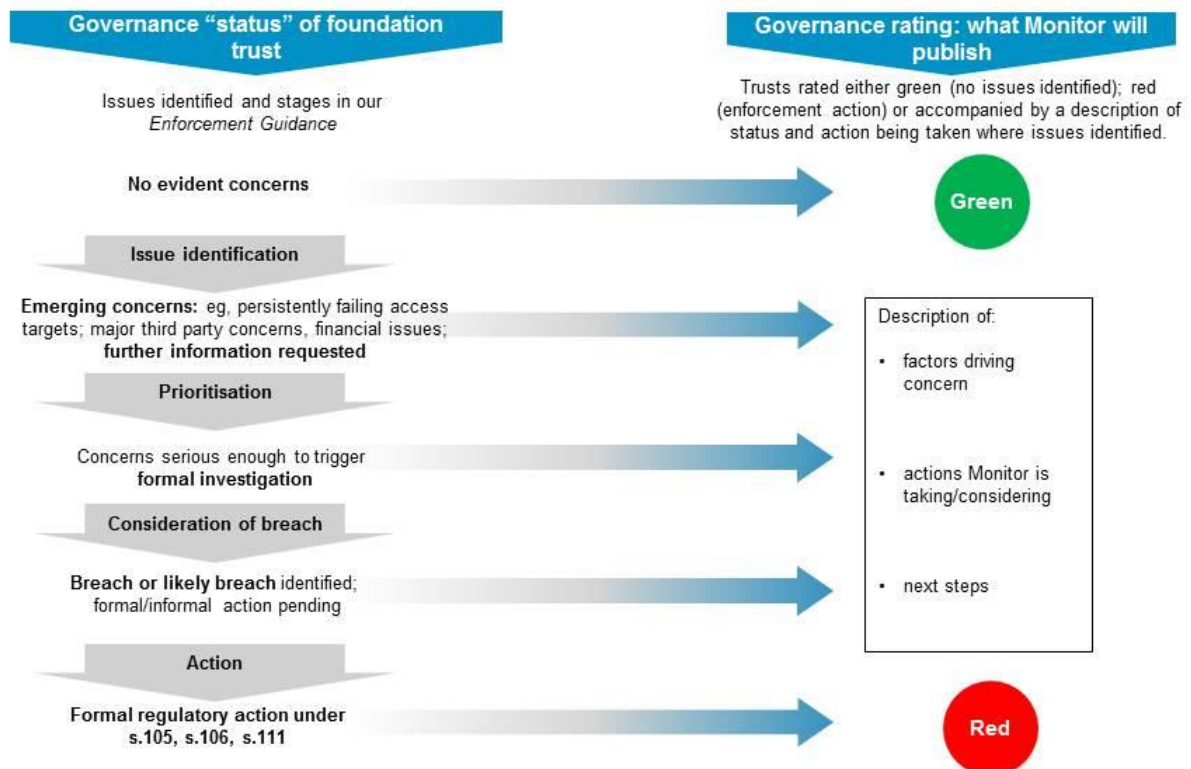 Governance “status” of foundation
trust
Issues identified and stages in our
Enforcement Guidance
No evident concerns
Issue identification
Emerging concerns: eg, persistently failing access
targets; major third party concerns, financial issues;
further information requested
Prioritisation
Concerns serious enough to trigger
formal investigation
Consideration of breach
Breach or likely breach identified;
formal/informal action pending
Action
Formal regulatory action under
s.105, s.106, s.111
Governance rating: what Monitor will
publish
Trusts rated either green (no issues identified); red
(enforcement action) or accompanied by a description of
status and action being taken where issues identified.
Green
Description of:
• factors driving
concern
• actions Monitor is
taking/considering
• next steps
Red